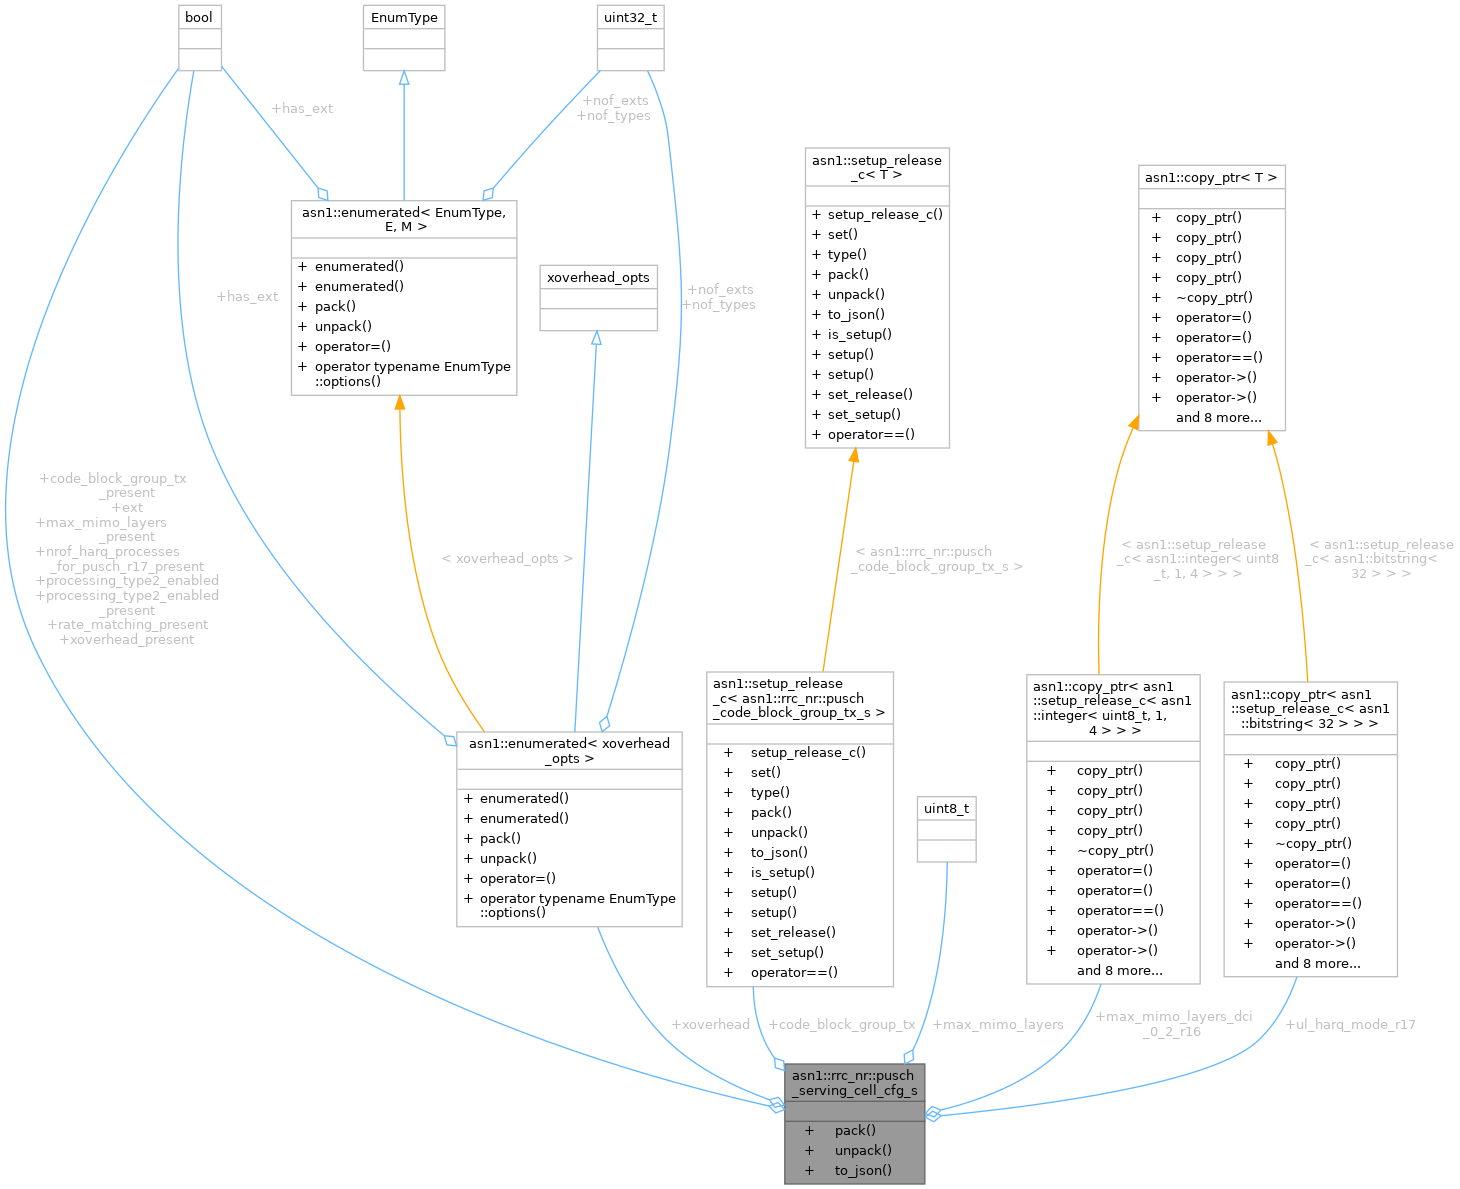 bool
EnumType
uint32_t
+has_ext
+nof_exts
+nof_types
asn1::setup_release
_c< T >
+ setup_release_c()
+ set()
+ type()
+ pack()
+ unpack()
+ to_json()
+ is_setup()
+ setup()
+ setup()
+ set_release()
+ set_setup()
+ operator==()
asn1::copy_ptr< T >
+ copy_ptr()
+ copy_ptr()
+ copy_ptr()
+ copy_ptr()
+ ~copy_ptr()
+ operator=()
+ operator=()
+ operator==()
+ operator->()
+ operator->()
and 8 more...
asn1::enumerated< EnumType,
E, M >
+ enumerated()
+ enumerated()
+ pack()
+ unpack()
+ operator=()
+ operator typename EnumType
::options()
xoverhead_opts
+has_ext
+nof_exts
+nof_types
+code_block_group_tx
_present
+ext
+max_mimo_layers
_present
+nrof_harq_processes
_for_pusch_r17_present
+processing_type2_enabled
+processing_type2_enabled
_present
+rate_matching_present
+xoverhead_present
< xoverhead_opts >
< asn1::rrc_nr::pusch
_code_block_group_tx_s >
< asn1::setup_release
_c< asn1::integer< uint8
_t, 1, 4 > > >
< asn1::setup_release
_c< asn1::bitstring<
32 > > >
asn1::enumerated< xoverhead
_opts >
+ enumerated()
+ enumerated()
+ pack()
+ unpack()
+ operator=()
+ operator typename EnumType
::options()
asn1::setup_release
_c< asn1::rrc_nr::pusch
_code_block_group_tx_s >
+ setup_release_c()
+ set()
+ type()
+ pack()
+ unpack()
+ to_json()
+ is_setup()
+ setup()
+ setup()
+ set_release()
+ set_setup()
+ operator==()
uint8_t
asn1::copy_ptr< asn1
::setup_release_c< asn1
::integer< uint8_t, 1,
4 > > >
+ copy_ptr()
+ copy_ptr()
+ copy_ptr()
+ copy_ptr()
+ ~copy_ptr()
+ operator=()
+ operator=()
+ operator==()
+ operator->()
+ operator->()
and 8 more...
asn1::copy_ptr< asn1
::setup_release_c< asn1
::bitstring< 32 > > >
+ copy_ptr()
+ copy_ptr()
+ copy_ptr()
+ copy_ptr()
+ ~copy_ptr()
+ operator=()
+ operator=()
+ operator==()
+ operator->()
+ operator->()
and 8 more...
+xoverhead
+code_block_group_tx
+max_mimo_layers
+max_mimo_layers_dci
_0_2_r16
+ul_harq_mode_r17
asn1::rrc_nr::pusch
_serving_cell_cfg_s
+ pack()
+ unpack()
+ to_json()